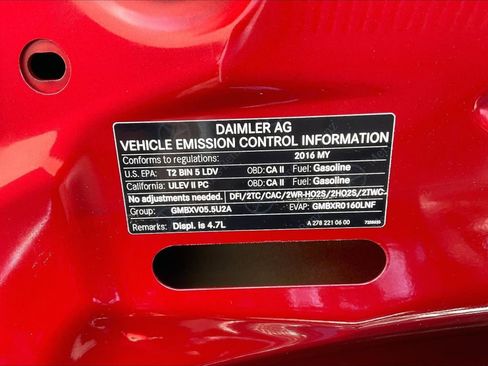 DAIMLER AG
VEHICLE EMISSION CONTROL INFORMATION
Conforms to regulations: 2016 MY
U.S. EPA: T2 BIN 5 LDV OBD: CA II Fuel: Gasoline
California: ULEV II PC OBD: CA II Fuel: Gasoline
No adjustments needed. DFI/2TC/CAC/2WR-HO2S/2HO2S/2TWC
Group: GMBXV05.5U2A EVAP: GMBXR0160LNF
Remarks: Displ. is 4.7L A 278 221 06 00